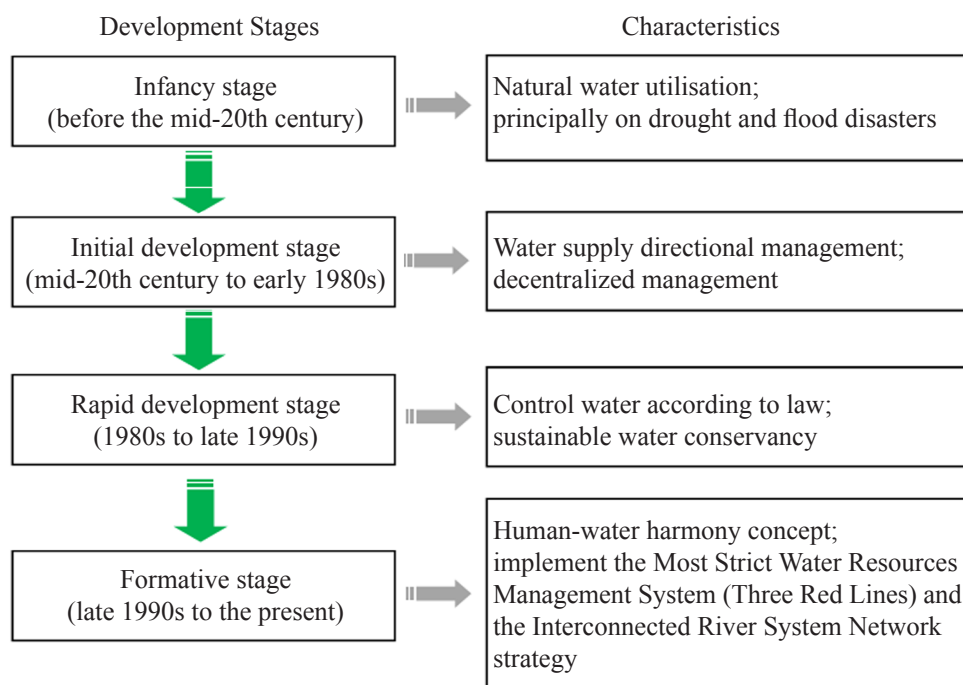 Development Stages
Characteristics
Infancy stage
(before the mid-20th century)
Natural water utilisation;
principally on drought and flood disasters
Initial development stage
(mid-20th century to early 1980s)
Water supply directional management;
decentralized management
Rapid development stage
(1980s to late 1990s)
Control water according to law;
sustainable water conservancy
Formative stage
(late 1990s to the present)
Human-water harmony concept;
implement the Most Strict Water Resources
Management System (Three Red Lines) and
the Interconnected River System Network
strategy